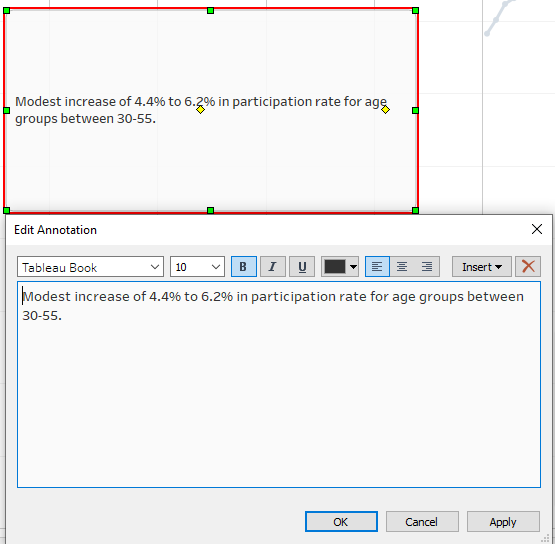 Modest increase of 4.4% to 6.2% in participation rate for age
groups between 30-55.
Edit Annotation
Tableau Book 10 B I U Insert
Modest increase of 4.4% to 6.2% in participation rate for age groups between
30-55.
OK Cancel Apply